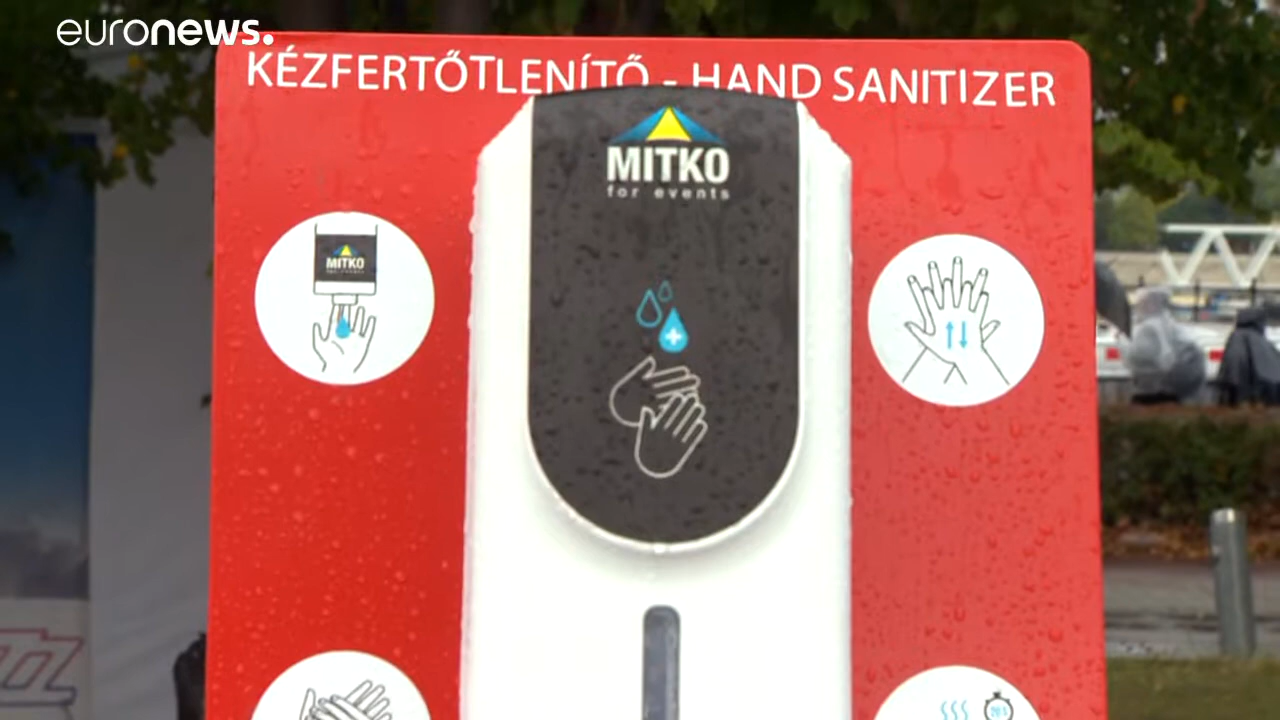 euronews.
KÉZFERTŐTLENÍTŐ - HAND SANITIZER
MITKO
for events
MITKO